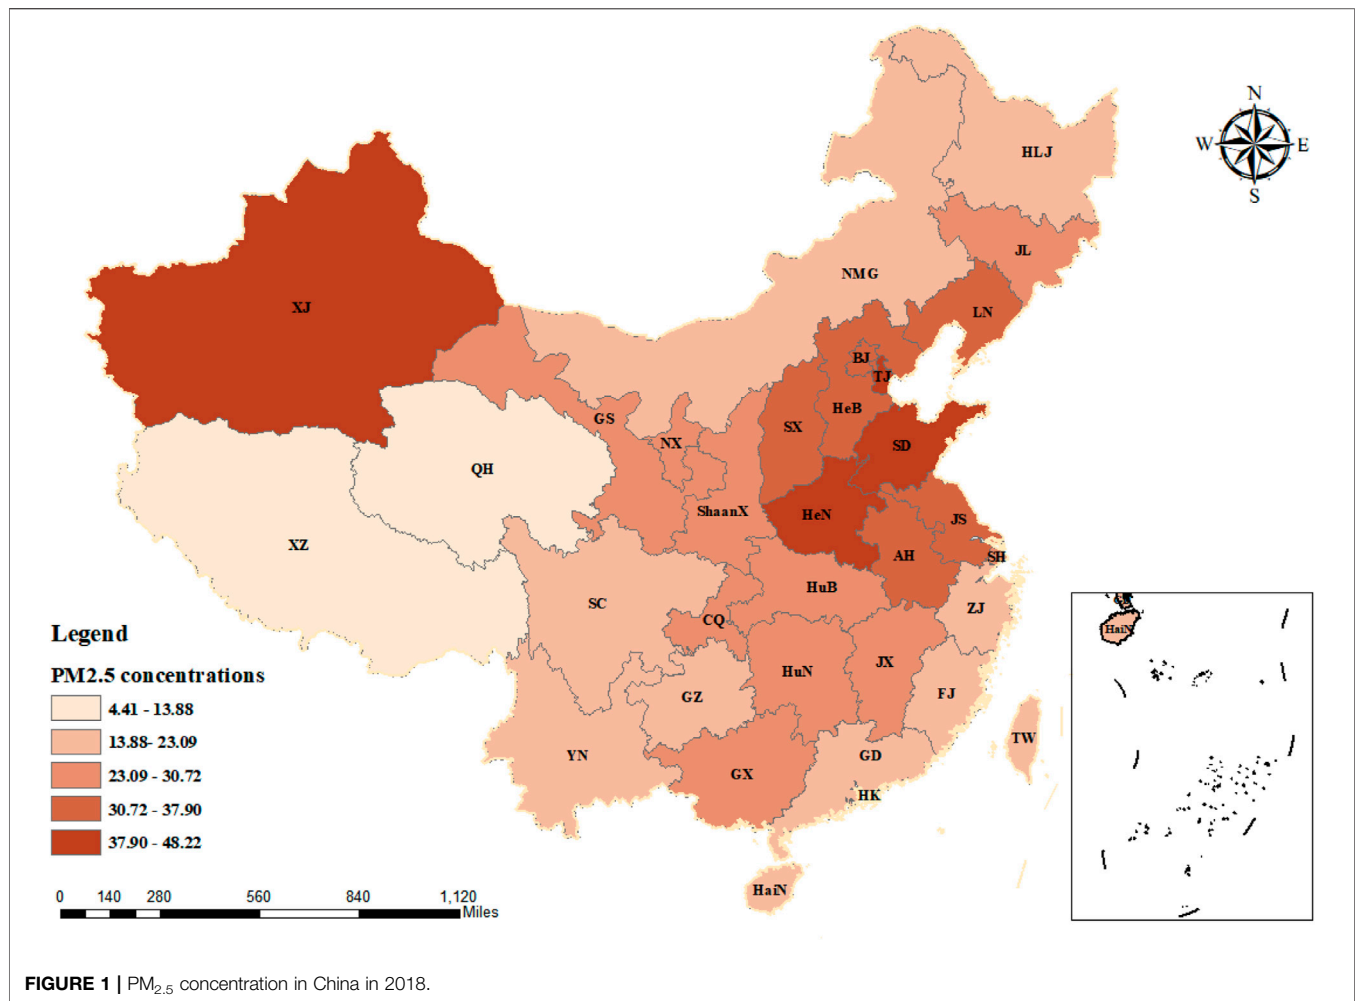 N
W E
S
HLJ
JL
NMG
LN
XJ
BJ
TJ
HeB
GS
SX
NX
SD
QH
ShaanX
HeN
JS
XZ
AH
SH
HuB
SC
ZJ
CQ
HuN
JX
GZ
FJ
YN
TW
GX
GD
HK
HaiN
HaiN
Legend
PM2.5 concentrations
4.41 - 13.88
13.88- 23.09
23.09 - 30.72
30.72 - 37.90
37.90 - 48.22
0 140 280 560 840 1,120
Miles
FIGURE 1 | PM2.5 concentration in China in 2018.